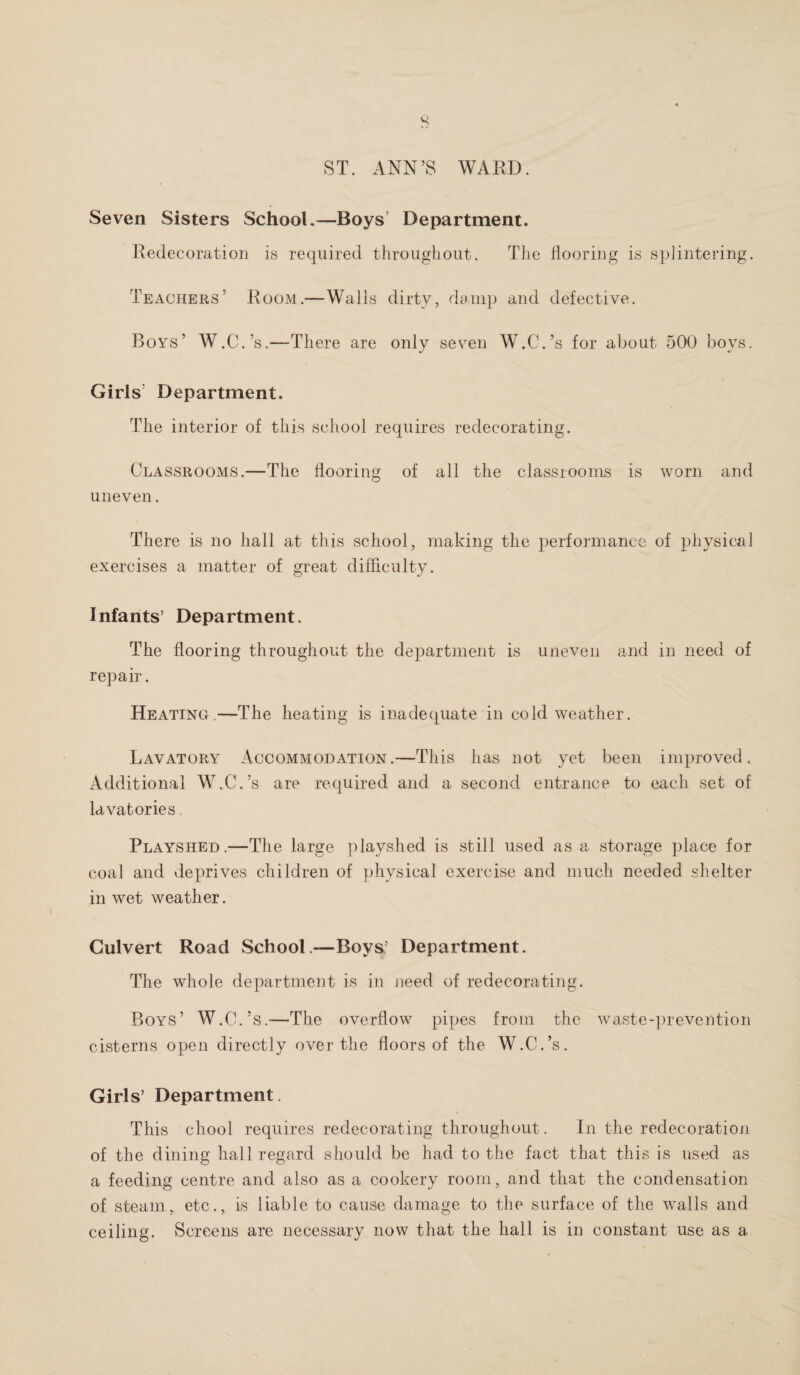 8
ST. ANN'S WARD.
Seven Sisters School.—Boys' Department.
Redecoration is required throughout. The flooring is splintering.
Teachers' Room.—Walls dirty, damp and defective.
Boys' W.C.'s.—There are only seven W.C.'s for about 500 boys.
Girls' Department.
The interior of this school requires redecorating.
Classrooms.—The flooring of all the classrooms is worn and
uneven.
There is no hall at this school, making the performance of physical
exercises a matter of great difficulty.
Infants' Department.
The flooring throughout the department is uneven and in need of
repair.
Heating.—The heating is inadequate in cold weather.
Lavatory Accommodation.—This has not yet been improved.
Additional W.C.'s are required and a second entrance to each set of
lavatories.
Playshed.—The large playshed is still used as a storage place for
coal and deprives children of physical exercise and much needed shelter
in wet weather.
Culvert Road School.—Boys' Department.
The whole department is in need of redecorating.
Boys' W.C.'s.—The overflow pipes from the waste-prevention
cisterns open directly over the floors of the W.C.'s.
Girls' Department.
This chool requires redecorating throughout. In the redecoration
of the dining hall regard should be had to the fact that this is used as
a feeding centre and also as a cookery room, and that the condensation
of steam, etc., is liable to cause damage to the surface of the walls and
ceiling. Screens are necessary now that the hall is in constant use as a